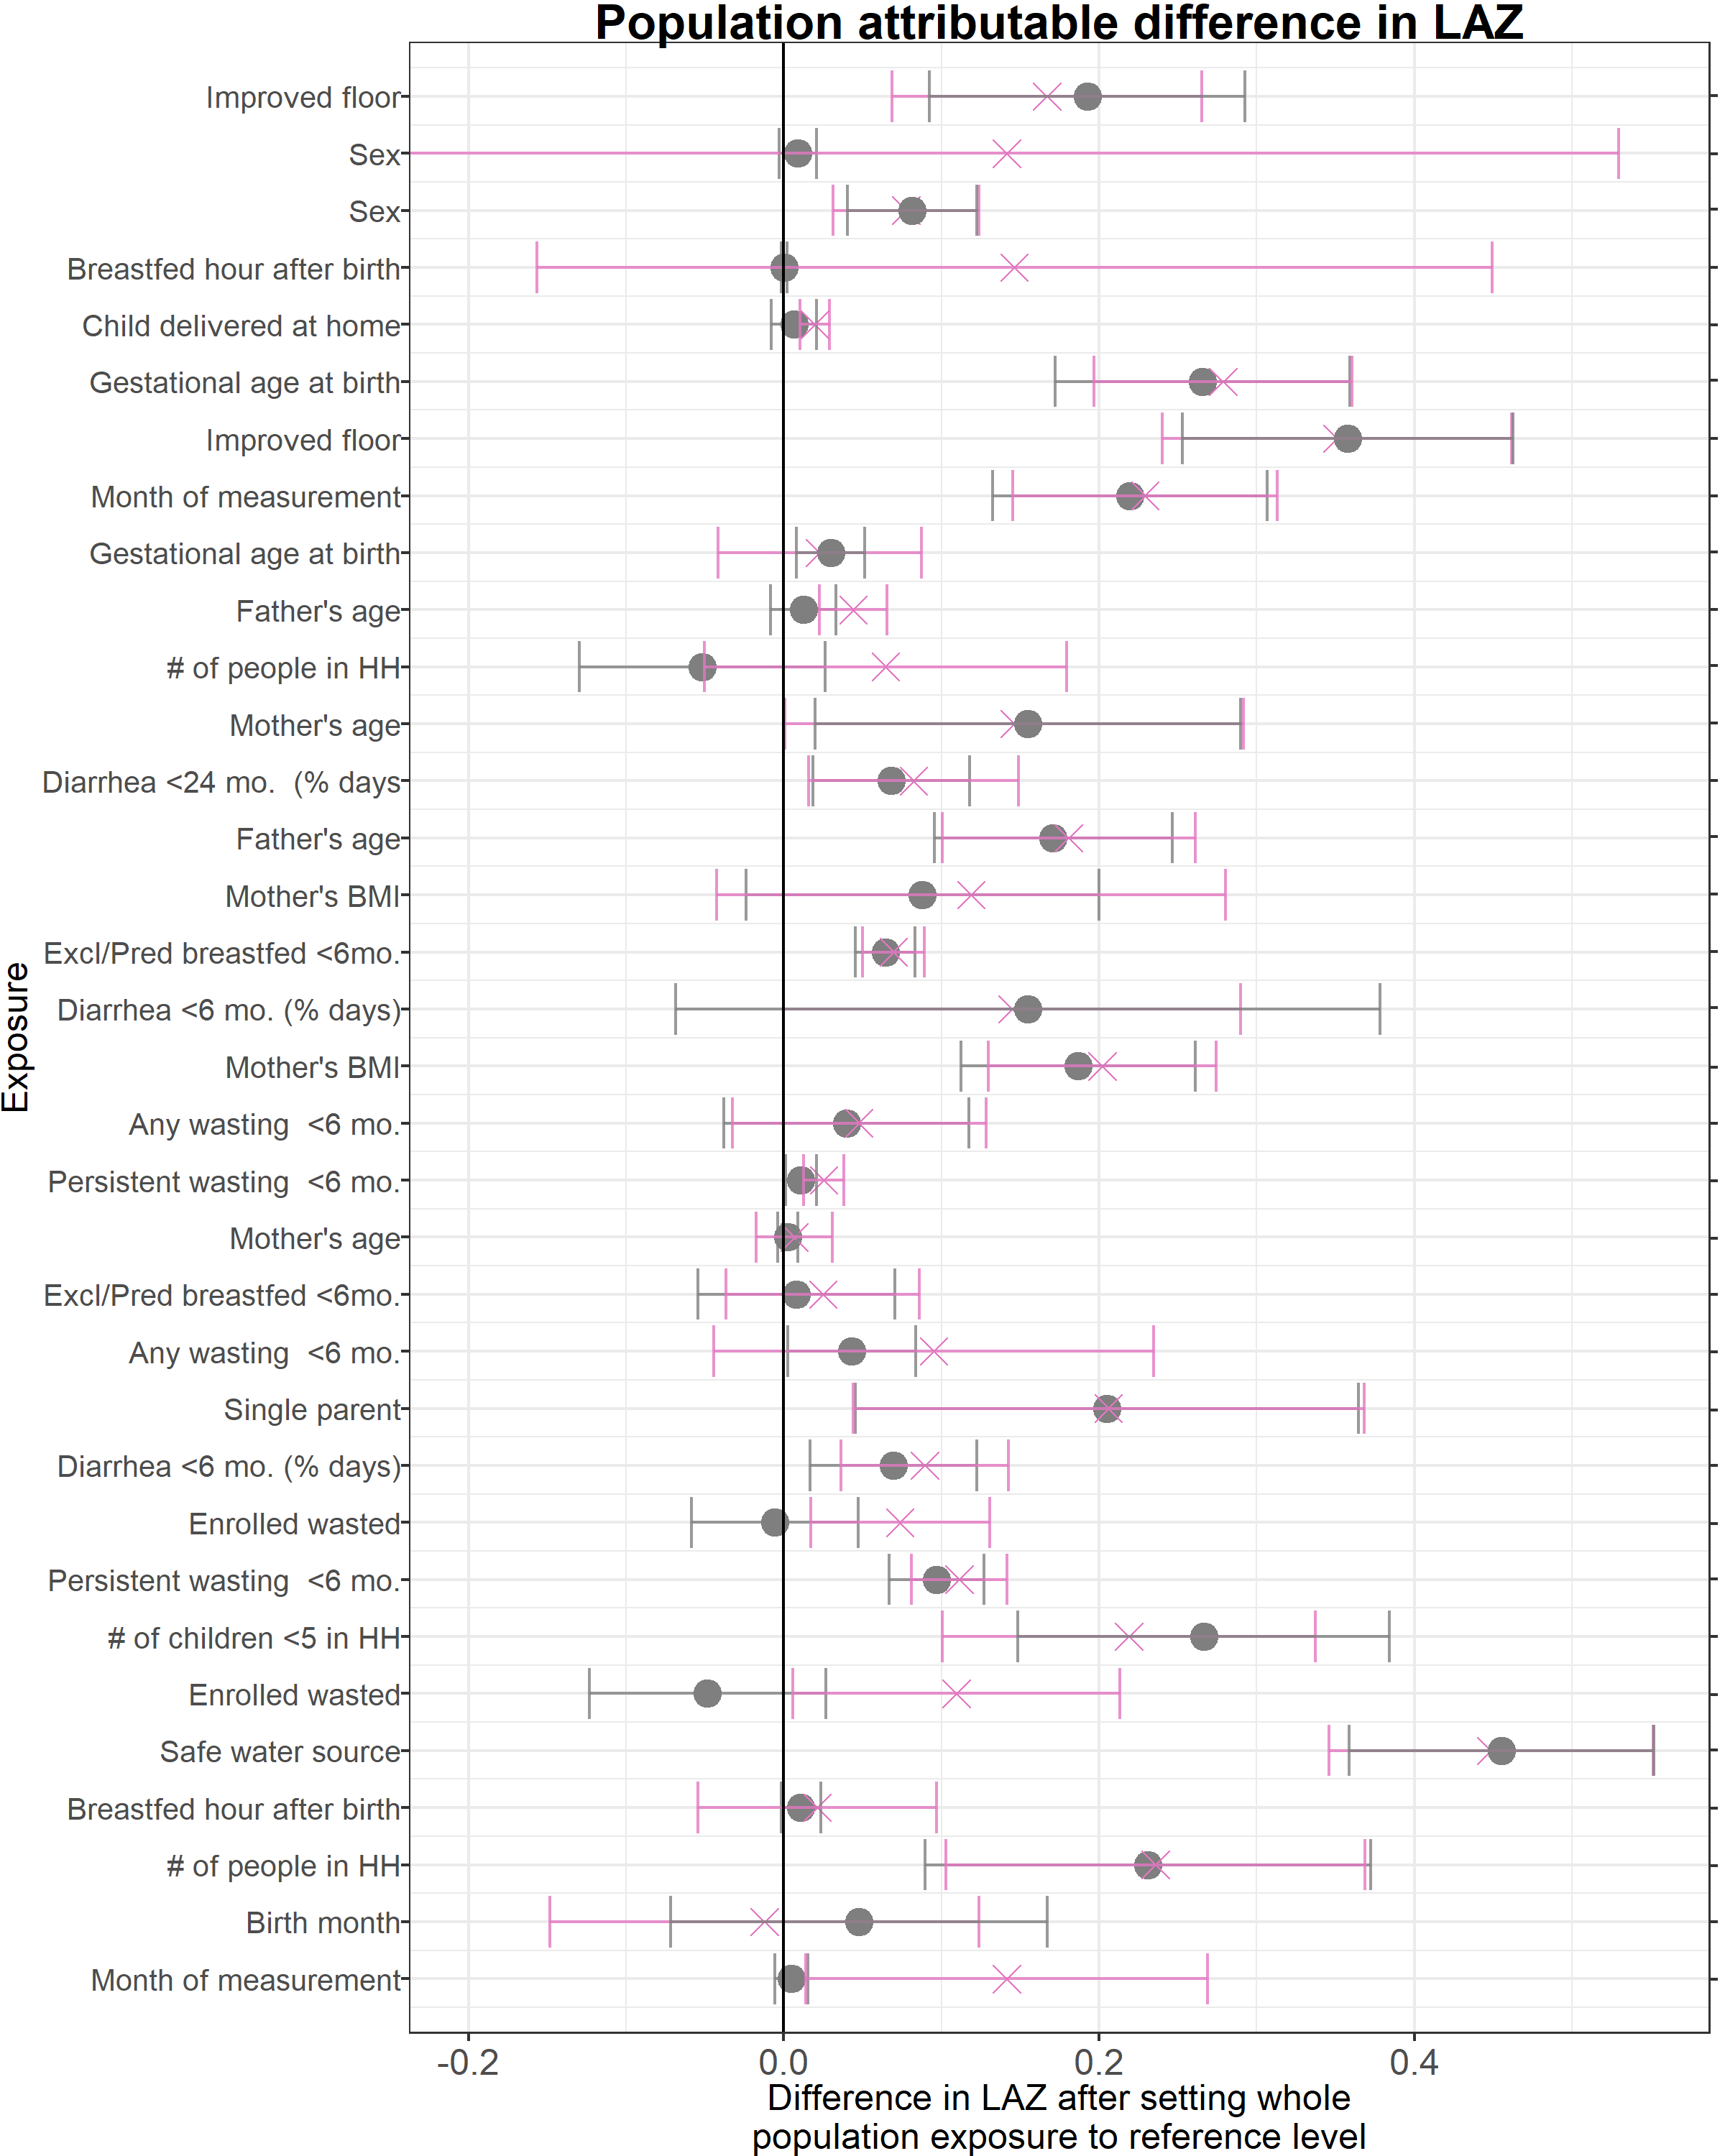 Population attributable difference in LAZ
Improved floor
Sex
Sex
Breastfed hour after birth
Child delivered at home
Gestational age at birth
Improved floor
Month of measurement
Gestational age at birth
Father's age
# of people in HH
Mother's age
Diarrhea <24 mo.  (% days
Father's age
Mother's BMI
Excl/Pred breastfed <6mo.
Diarrhea <6 mo. (% days)
Mother's BMI
Any wasting  <6 mo.
Persistent wasting  <6 mo.
Mother's age
Excl/Pred breastfed <6mo.
Any wasting  <6 mo.
Single parent
Diarrhea <6 mo. (% days)
Enrolled wasted
Persistent wasting  <6 mo.
# of children <5 in HH
Enrolled wasted
Safe water source
Breastfed hour after birth
# of people in HH
Birth month
Month of measurement
Exposure
-0.2 0.0 0.2 0.4
Difference in LAZ after setting whole
population exposure to reference level